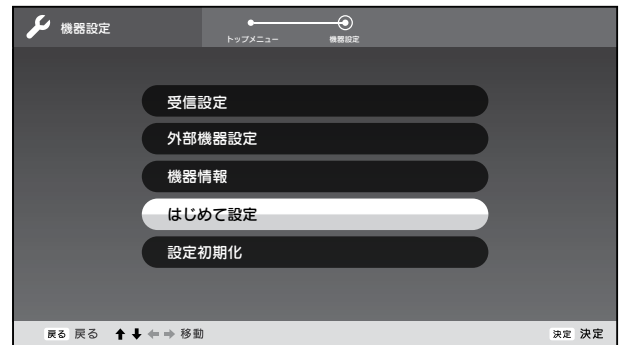 機器設定
トップメニュー 機器設定
受信設定
外部機器設定
機器情報
はじめて設定
設定初期化
戻る 戻る ↑ ↓ ← → 移動 決定 決定